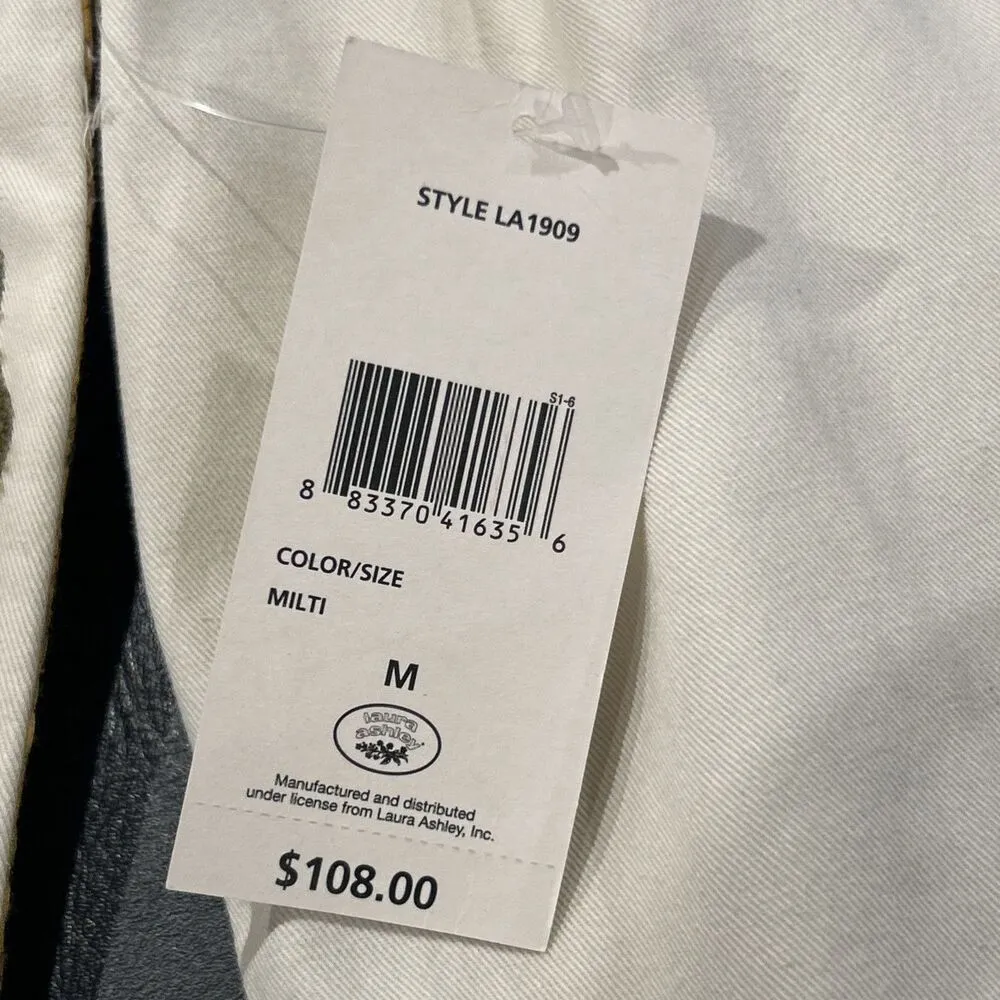 STYLE LA1909
S1-6
8 83370 41635 6
COLOR/SIZE
MILTI
M
laura
ashley
Manufactured and distributed
under license from Laura Ashley, Inc.
$108.00